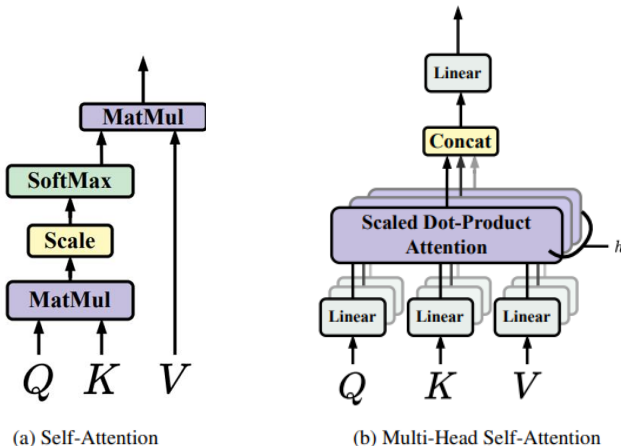 MatMul
SoftMax
Scale
MatMul
Q K V
(a) Self-Attention
Linear
Concat
Scaled Dot-Product
Attention
h
Linear Linear Linear
Q K V
(b) Multi-Head Self-Attention